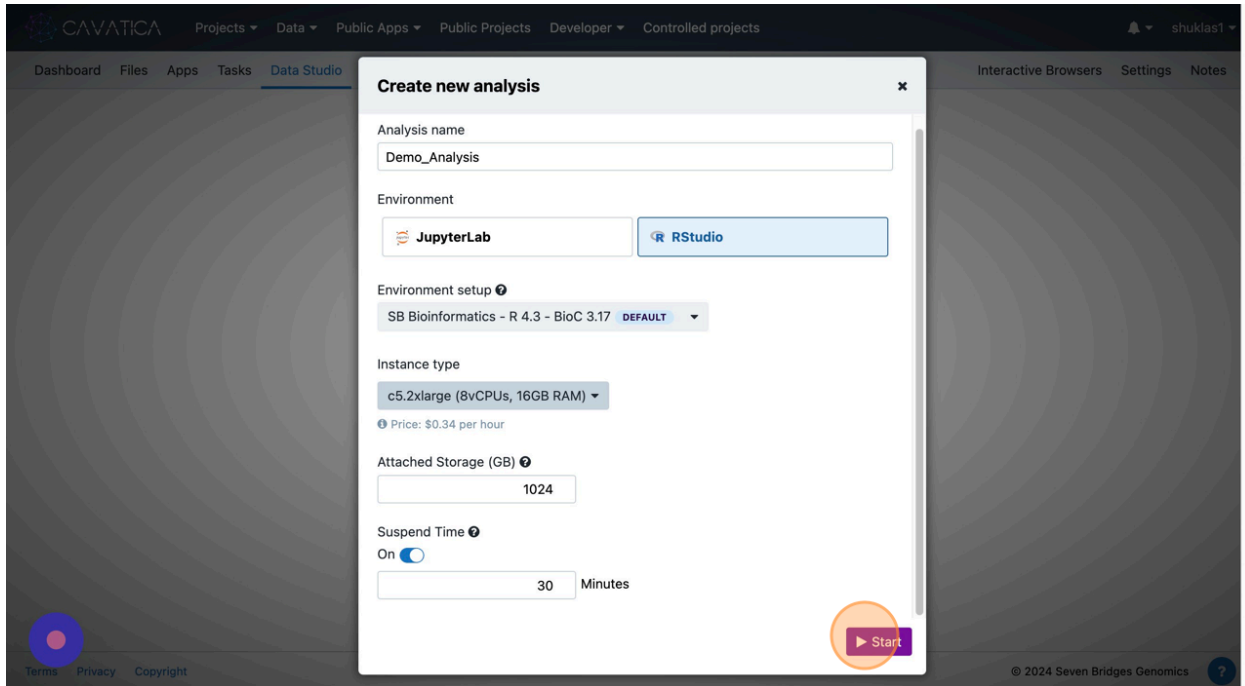 CAVATICA Projects Data Public Apps Public Projects Developer Controlled projects shuklas1
Dashboard Files Apps Tasks Data Studio Interactive Browsers Settings Notes
Create new analysis ×
Analysis name
Demo_Analysis
Environment
JupyterLab R RStudio
Environment setup ?
SB Bioinformatics - R 4.3 - BioC 3.17 DEFAULT
Instance type
c5.2xlarge (8vCPUs, 16GB RAM)
Price: $0.34 per hour
Attached Storage (GB) ?
1024
Suspend Time ?
On
30 Minutes
Start
Terms Privacy Copyright © 2024 Seven Bridges Genomics ?